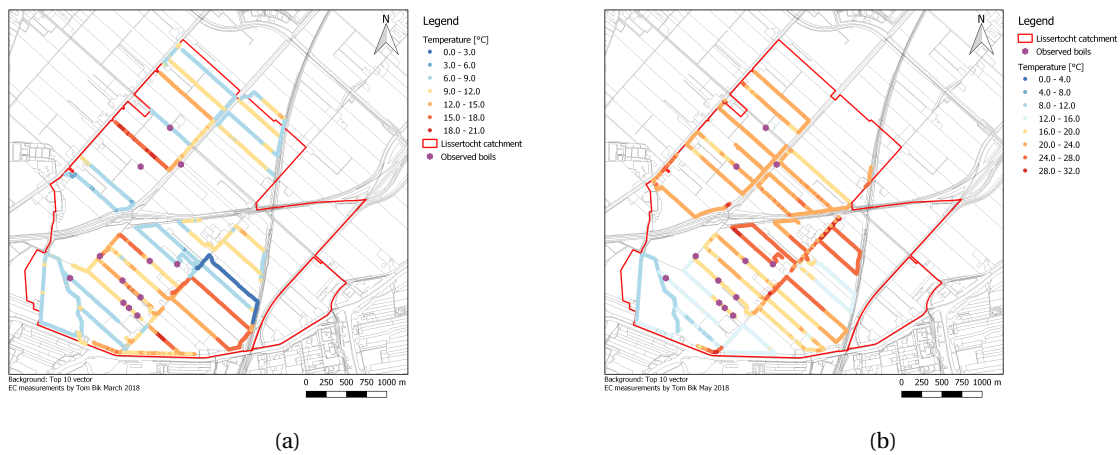 N
Legend
Temperature [°C]
0.0 - 3.0
3.0 - 6.0
6.0 - 9.0
9.0 - 12.0
12.0 - 15.0
15.0 - 18.0
18.0 - 21.0
Lissertocht catchment
Observed boils
Background: Top 10 vector
EC measurements by Tom Bik March 2018
0 250 500 750 1000 m
(a)
N
Legend
Lissertocht catchment
Observed boils
Temperature [°C]
0.0 - 4.0
4.0 - 8.0
8.0 - 12.0
12.0 - 16.0
16.0 - 20.0
20.0 - 24.0
24.0 - 28.0
28.0 - 32.0
Background: Top 10 vector
EC measurements by Tom Bik May 2018
0 250 500 750 1000 m
(b)